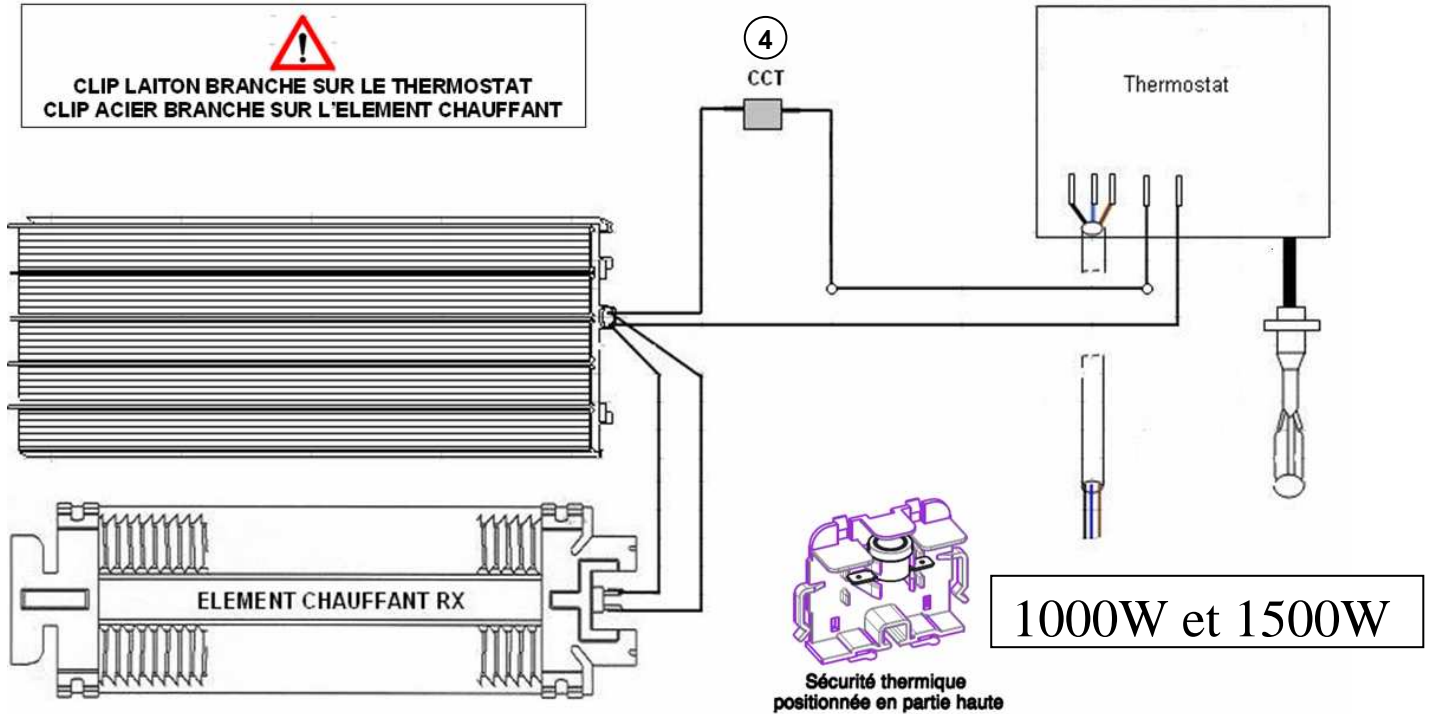 CLIP LAITON BRANCHE SUR LE THERMOSTAT
CLIP ACIER BRANCHE SUR L'ELEMENT CHAUFFANT
4
CCT
Thermostat
ELEMENT CHAUFFANT RX
Sécurité thermique
positionnée en partie haute
1000W et 1500W